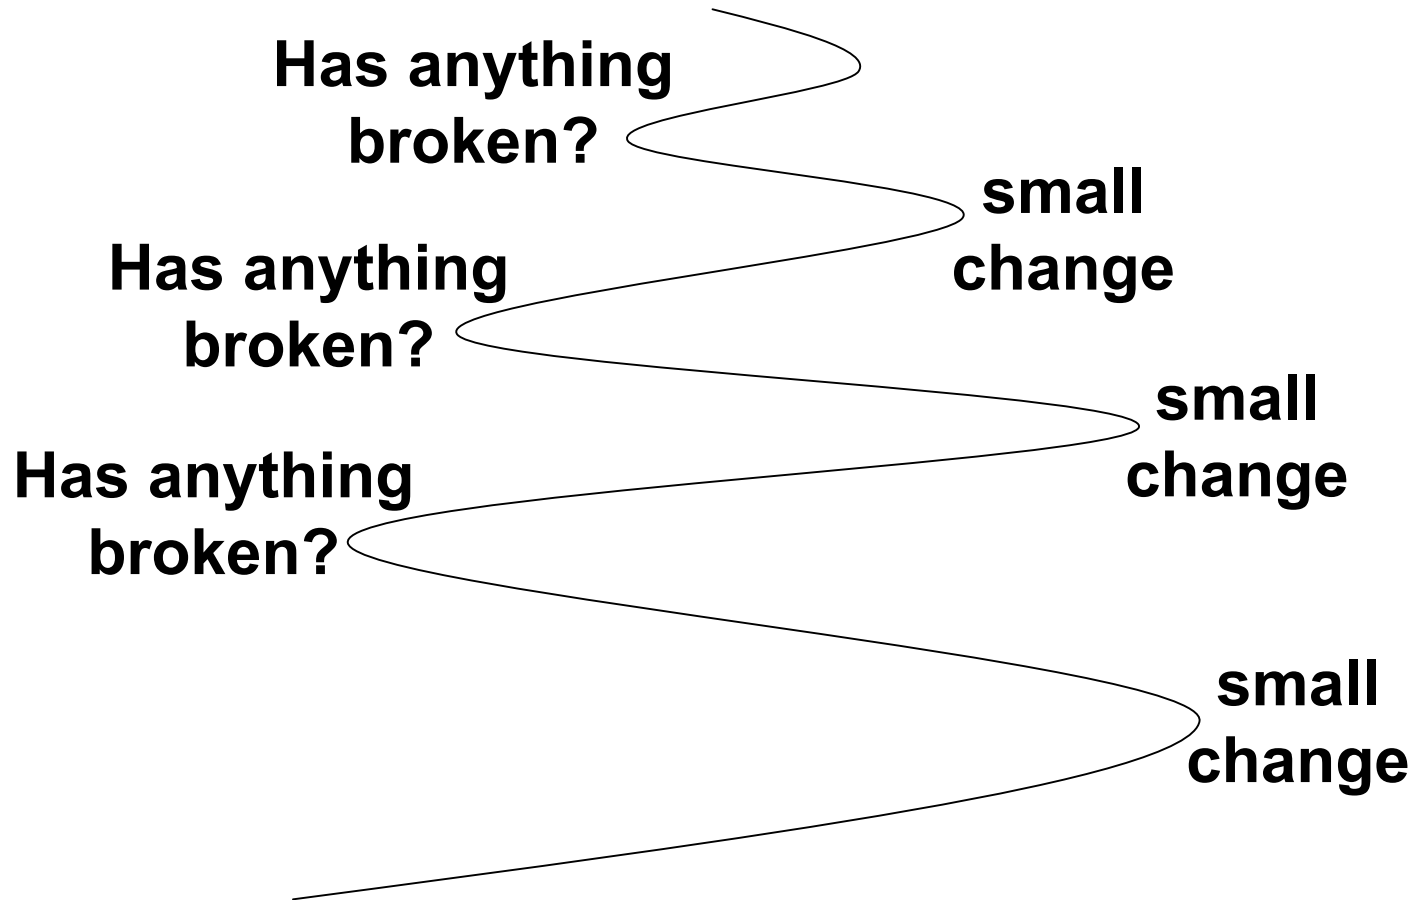 Has anything
broken?
small
change
Has anything
broken?
small
change
Has anything
broken?
small
change